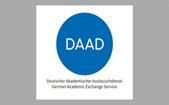 DAAD
Deutscher Akademischer Austauschdienst
German Academic Exchange Service